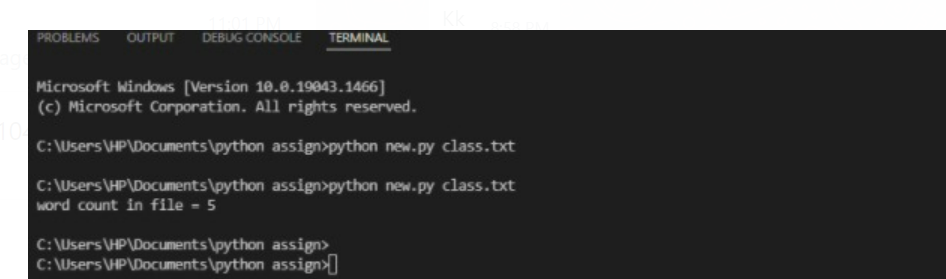 11:01 PM
Kk
PROBLEMS OUTPUT DEBUG CONSOLE TERMINAL
Microsoft Windows [Version 10.0.19043.1466]
(c) Microsoft Corporation. All rights reserved.
C:\Users\HP\Documents\python assign>python new.py class.txt
C:\Users\HP\Documents\python assign>python new.py class.txt
word count in file = 5
C:\Users\HP\Documents\python assign>
C:\Users\HP\Documents\python assign>